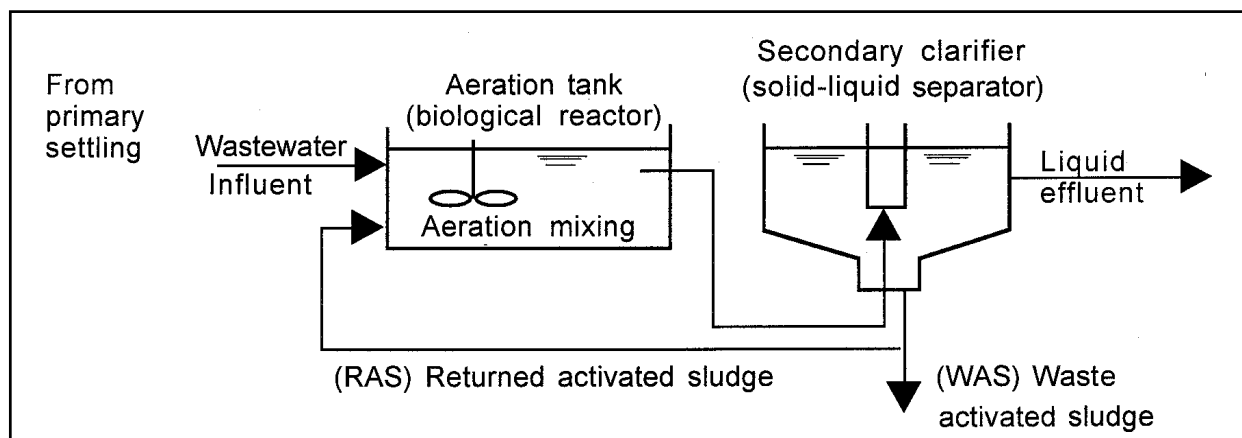 From
primary
settling
Wastewater
Influent
Aeration tank
(biological reactor)
Aeration mixing
Secondary clarifier
(solid-liquid separator)
Liquid
effluent
(RAS) Returned activated sludge
(WAS) Waste
activated sludge